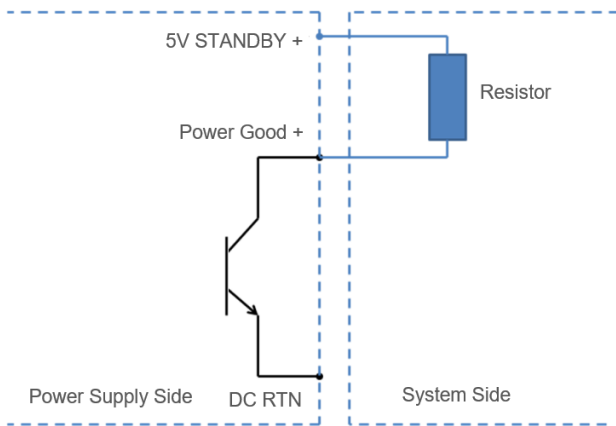 5V STANDBY +
Resistor
Power Good +
Power Supply Side
DC RTN
System Side